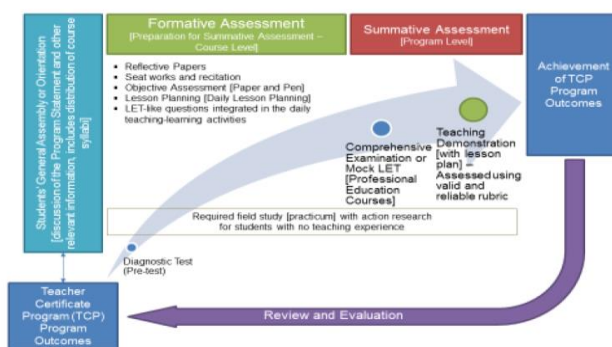 Students' General Assembly or Orientation
[discussion of the Program Statement and other
relevant information, includes distribution of course
syllabi]
Formative Assessment
[Preparation for Summative Assessment –
Course Level]
Summative Assessment
[Program Level]
Achievement
of TCP
Program
Outcomes
• Reflective Papers
• Seat works and recitation
• Objective Assessment [Paper and Pen]
• Lesson Planning [Daily Lesson Planning]
• LET-like questions integrated in the daily
teaching-learning activities
Comprehensive
Examination or
Mock LET
[Professional
Education
Courses]
Teaching
Demonstration
[with lesson
plan] –
Assessed using
valid and
reliable rubric
Required field study [practicum] with action research
for students with no teaching experience
Diagnostic Test
(Pre-test)
Teacher
Certificate
Program (TCP)
Program
Outcomes
Review and Evaluation